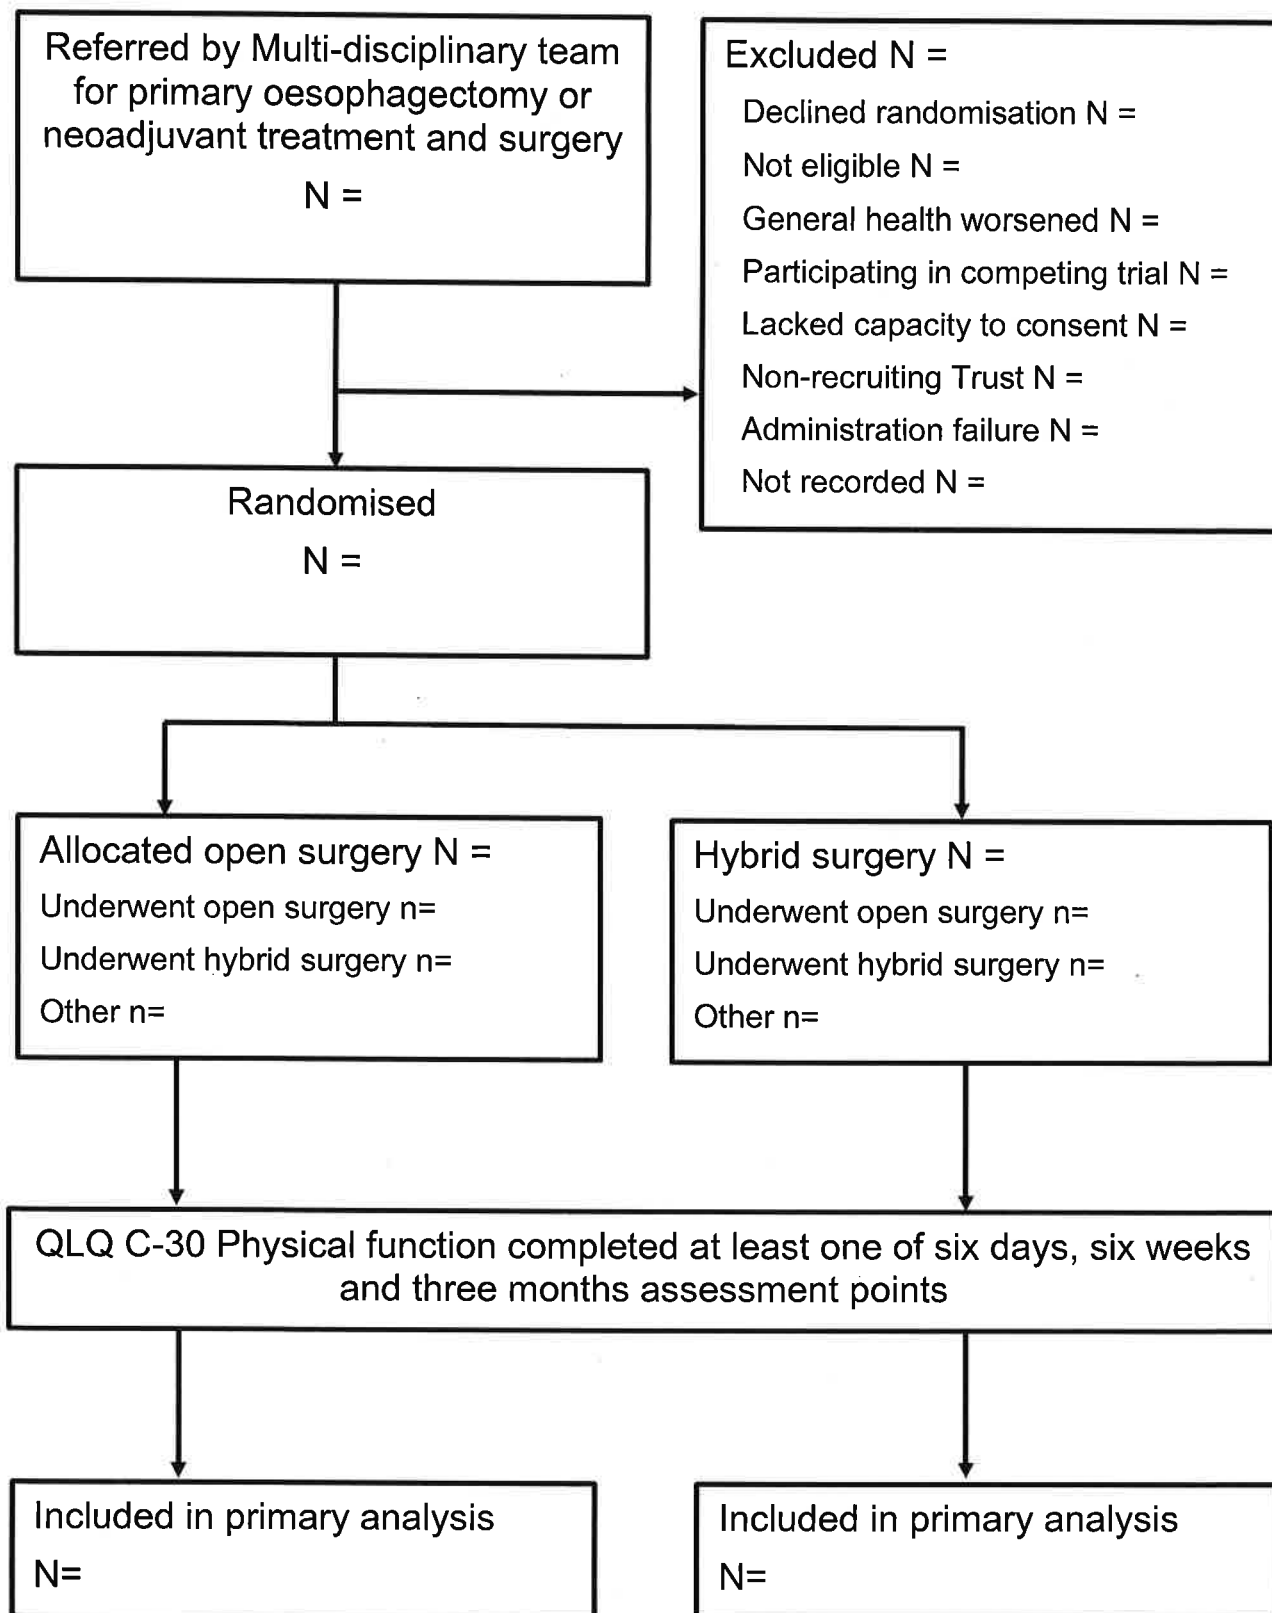 Referred by Multi-disciplinary team
for primary oesophagectomy or
neoadjuvant treatment and surgery
N =
Excluded N =
Declined randomisation N =
Not eligible N =
General health worsened N =
Participating in competing trial N =
Lacked capacity to consent N =
Non-recruiting Trust N =
Administration failure N =
Not recorded N =
Randomised
N =
Allocated open surgery N =
Underwent open surgery n=
Underwent hybrid surgery n=
Other n=
Hybrid surgery N =
Underwent open surgery n=
Underwent hybrid surgery n=
Other n=
QLQ C-30 Physical function completed at least one of six days, six weeks
and three months assessment points
Included in primary analysis
N=
Included in primary analysis
N=